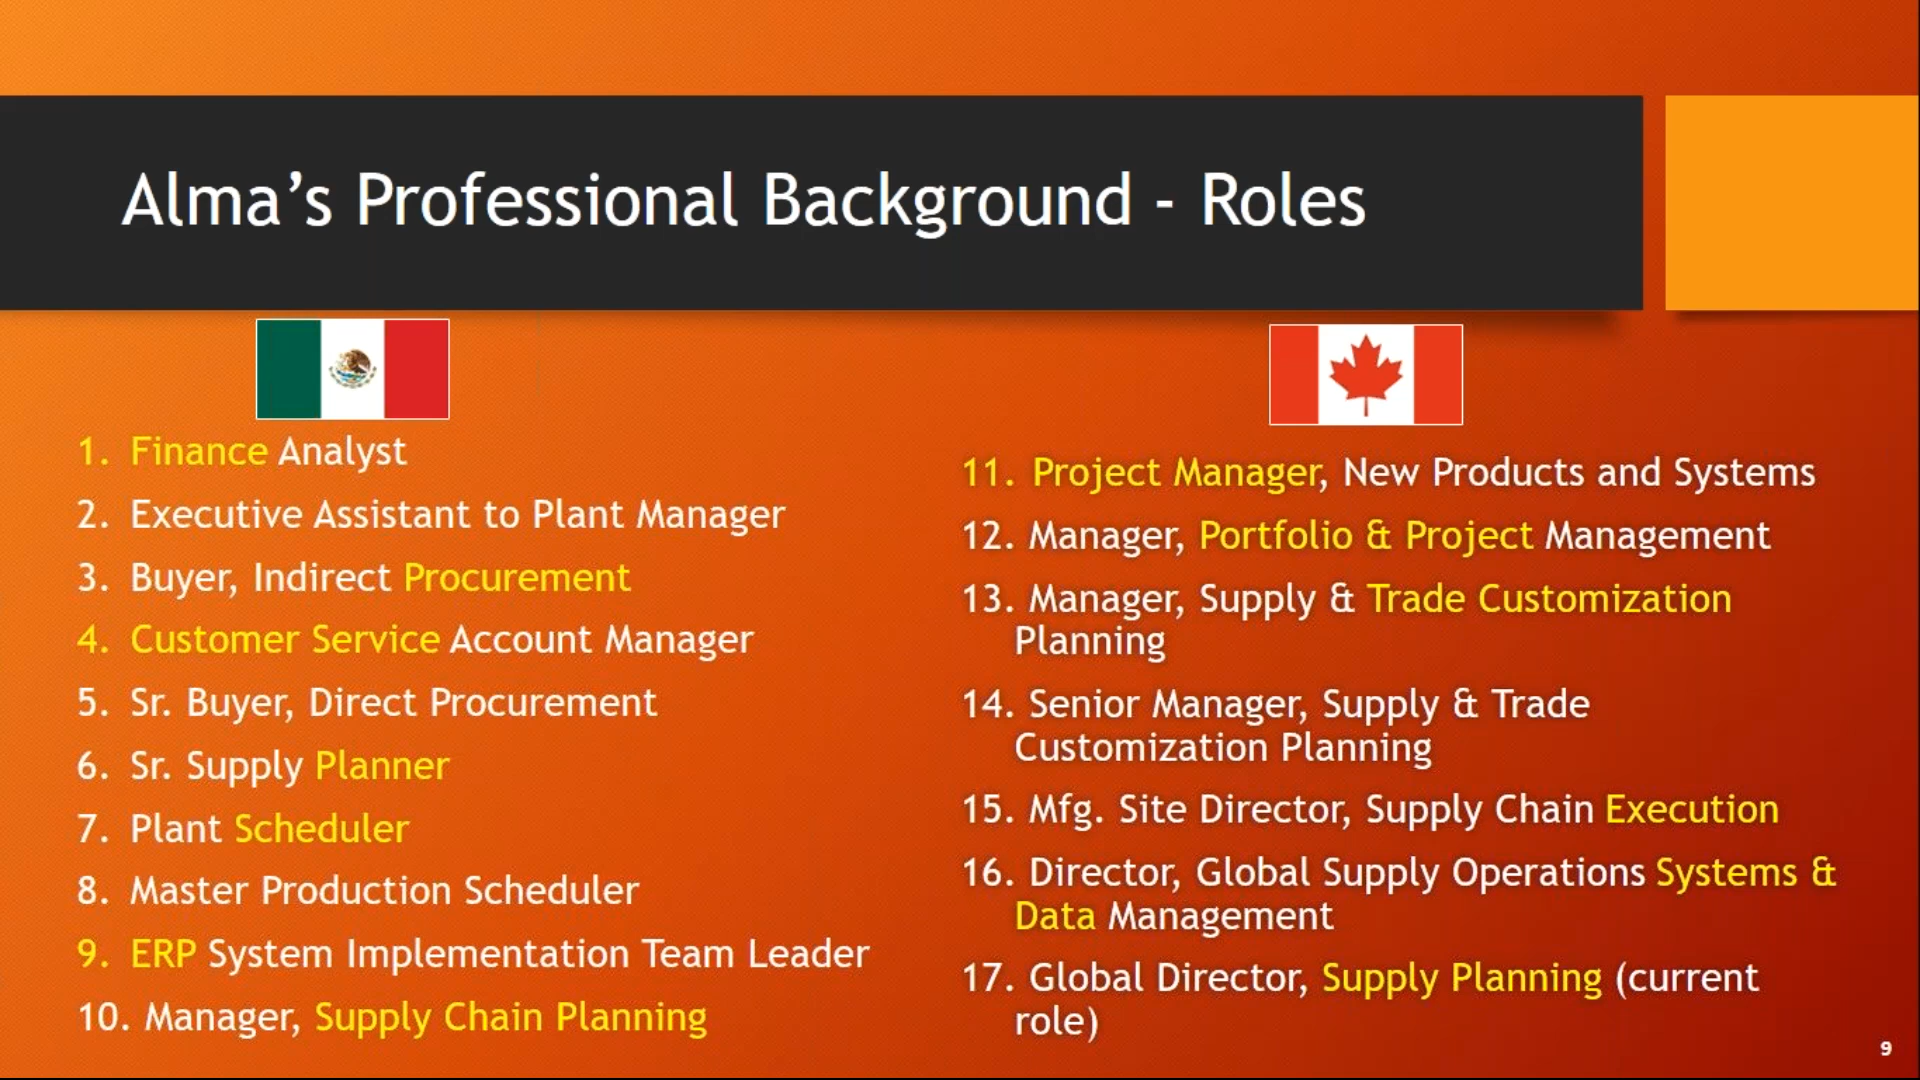 Alma’s Professional Background - Roles
1. Finance Analyst
2. Executive Assistant to Plant Manager
3. Buyer, Indirect Procurement
4. Customer Service Account Manager
5. Sr. Buyer, Direct Procurement
6. Sr. Supply Planner
7. Plant Scheduler
8. Master Production Scheduler
9. ERP System Implementation Team Leader
10. Manager, Supply Chain Planning
11. Project Manager, New Products and Systems
12. Manager, Portfolio & Project Management
13. Manager, Supply & Trade Customization
Planning
14. Senior Manager, Supply & Trade
Customization Planning
15. Mfg. Site Director, Supply Chain Execution
16. Director, Global Supply Operations Systems &
Data Management
17. Global Director, Supply Planning (current
role)
9